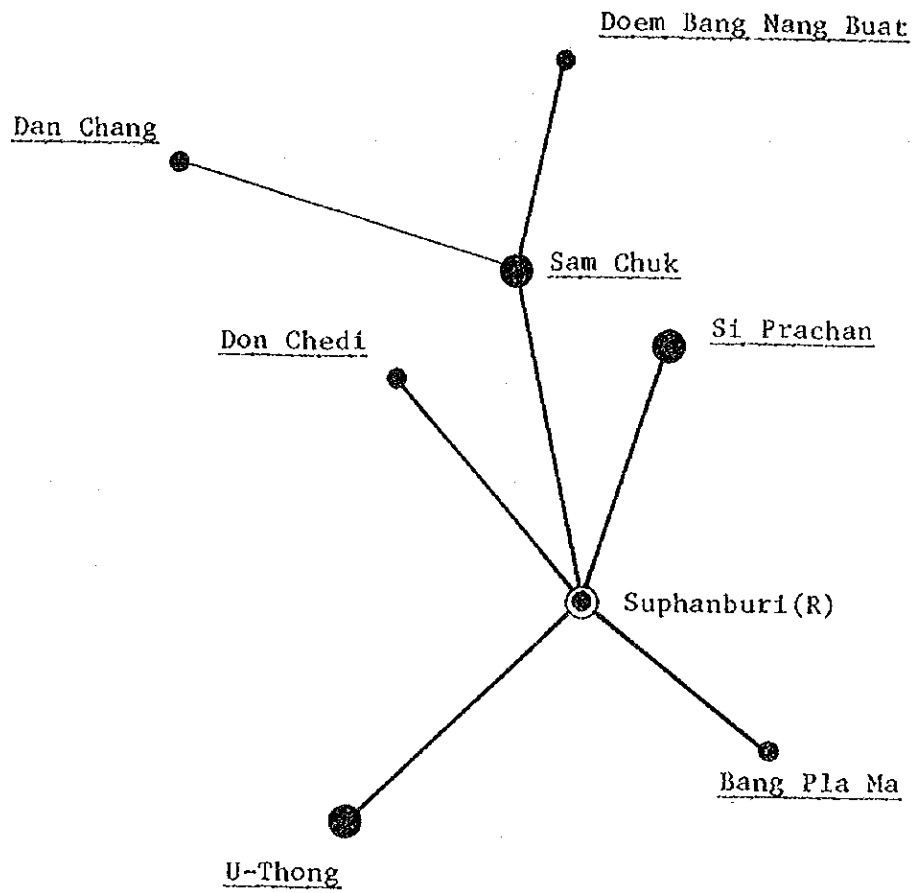 Doem Bang Nang Buat
Dan Chang
Sam Chuk
Si Prachan
Don Chedi
Suphanburi(R)
Bang Pla Ma
U-Thong